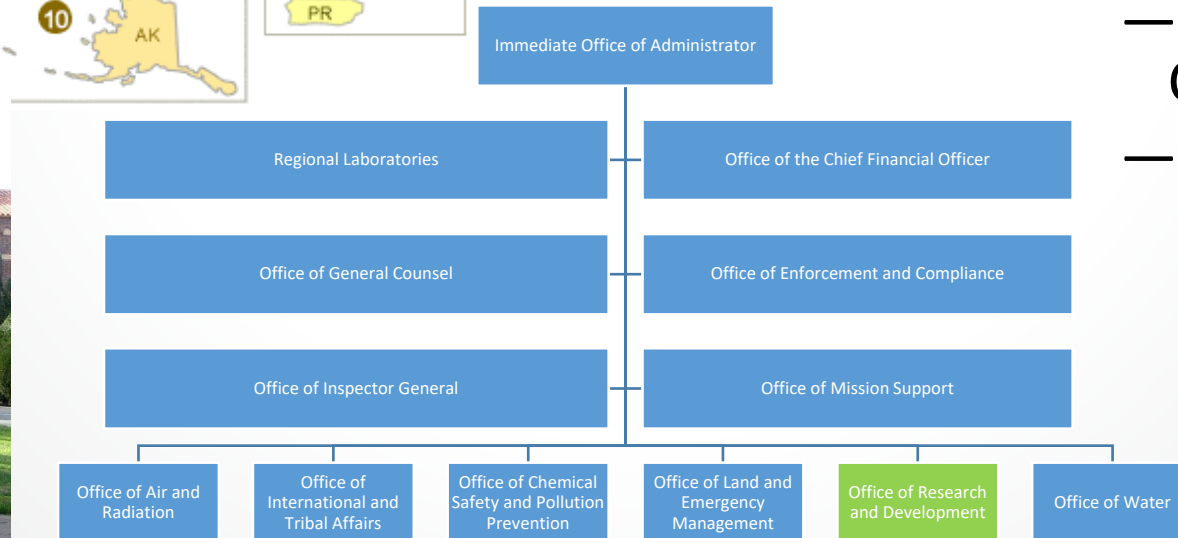 10
AK
PR
Immediate Office of Administrator
Regional Laboratories
Office of the Chief Financial Officer
Office of General Counsel
Office of Enforcement and Compliance
Office of Inspector General
Office of Mission Support
Office of Air and
Radiation
Office of
International and
Tribal Affairs
Office of Chemical
Safety and Pollution
Prevention
Office of Land and
Emergency
Management
Office of Research
and Development
Office of Water